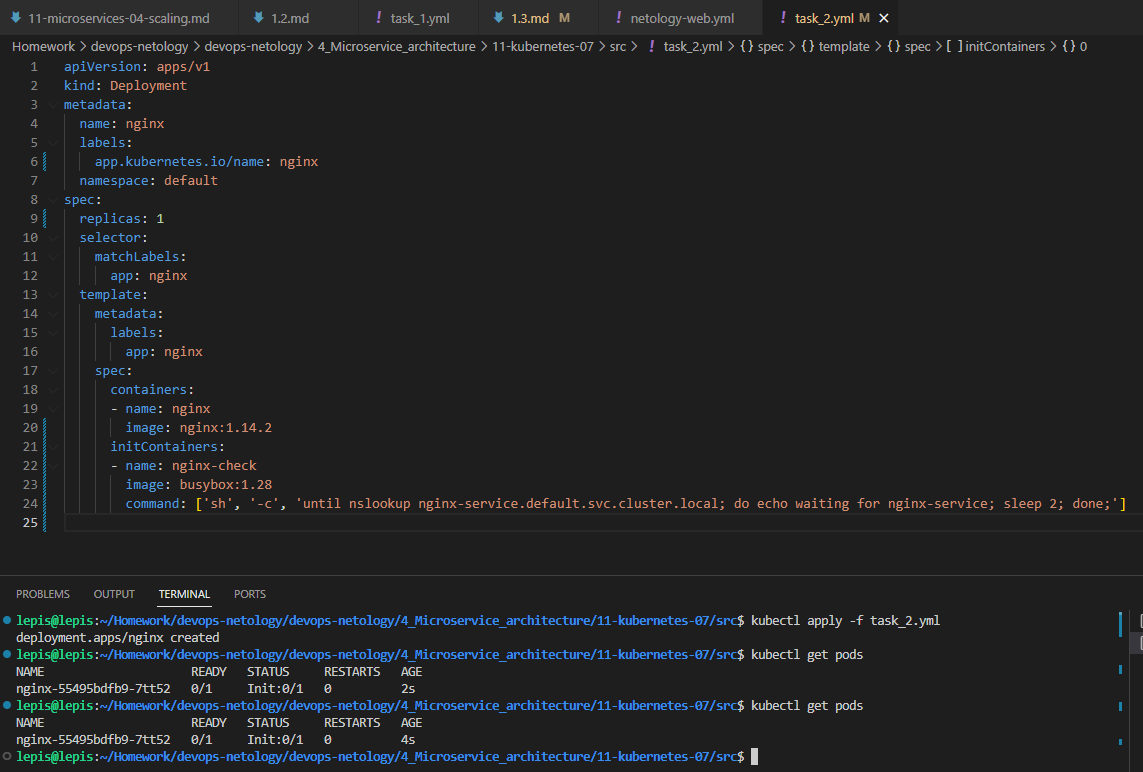 11-microservices-04-scaling.md 1.2.md ! task_1.yml 1.3.md M ! netology-web.yml ! task_2.yml M ✕
Homework > devops-netology > devops-netology > 4_Microservice_architecture > 11-kubernetes-07 > src > ! task_2.yml > {} spec > {} template > {} spec > [ ] initContainers > {} 0
1 apiVersion: apps/v1
2 kind: Deployment
3 metadata:
4   name: nginx
5   labels:
6     app.kubernetes.io/name: nginx
7   namespace: default
8 spec:
9   replicas: 1
10   selector:
11     matchLabels:
12       app: nginx
13   template:
14     metadata:
15       labels:
16         app: nginx
17     spec:
18       containers:
19       - name: nginx
20         image: nginx:1.14.2
21       initContainers:
22       - name: nginx-check
23         image: busybox:1.28
24         command: ['sh', '-c', 'until nslookup nginx-service.default.svc.cluster.local; do echo waiting for nginx-service; sleep 2; done;']
25
PROBLEMS OUTPUT TERMINAL PORTS
lepis@lepis:~/Homework/devops-netology/devops-netology/4_Microservice_architecture/11-kubernetes-07/src$ kubectl apply -f task_2.yml
deployment.apps/nginx created
lepis@lepis:~/Homework/devops-netology/devops-netology/4_Microservice_architecture/11-kubernetes-07/src$ kubectl get pods
NAME READY STATUS RESTARTS AGE
nginx-55495bdfb9-7tt52 0/1 Init:0/1 0 2s
lepis@lepis:~/Homework/devops-netology/devops-netology/4_Microservice_architecture/11-kubernetes-07/src$ kubectl get pods
NAME READY STATUS RESTARTS AGE
nginx-55495bdfb9-7tt52 0/1 Init:0/1 0 4s
lepis@lepis:~/Homework/devops-netology/devops-netology/4_Microservice_architecture/11-kubernetes-07/src$